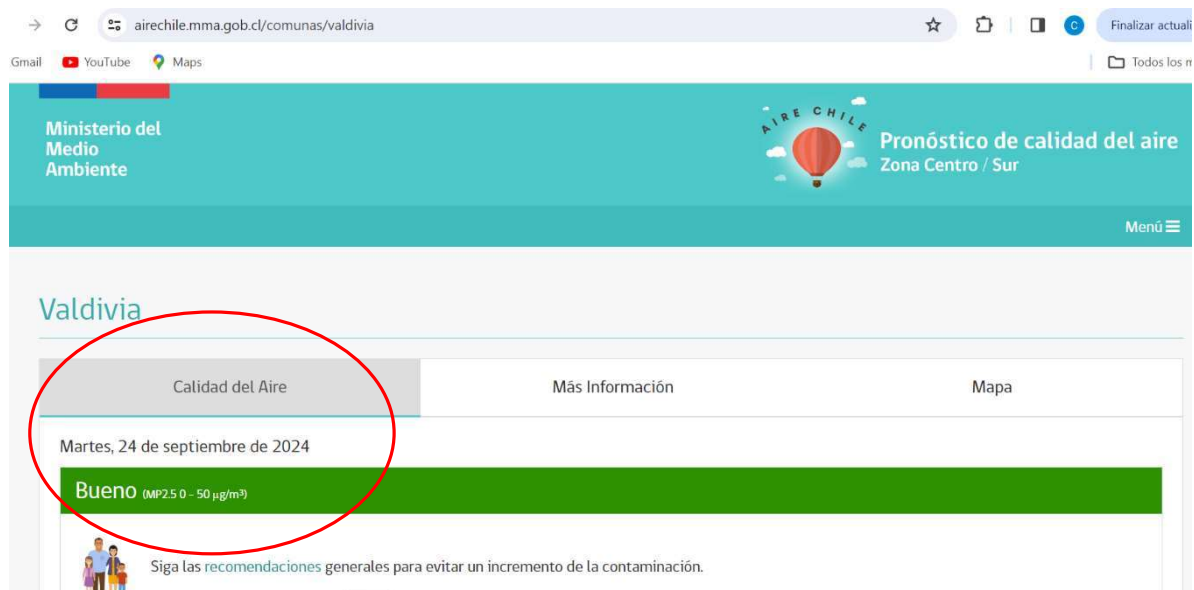 airechile.mma.gob.cl/comunas/valdivia
C
Finalizar actuali
Gmail YouTube Maps
Todos los m
Ministerio del
Medio
Ambiente
AIRE CHILE
Pronóstico de calidad del aire
Zona Centro / Sur
Menú
Valdivia
Calidad del Aire Más Información Mapa
Martes, 24 de septiembre de 2024
Bueno (MP2.5 0 - 50 µg/m³)
Siga las recomendaciones generales para evitar un incremento de la contaminación.